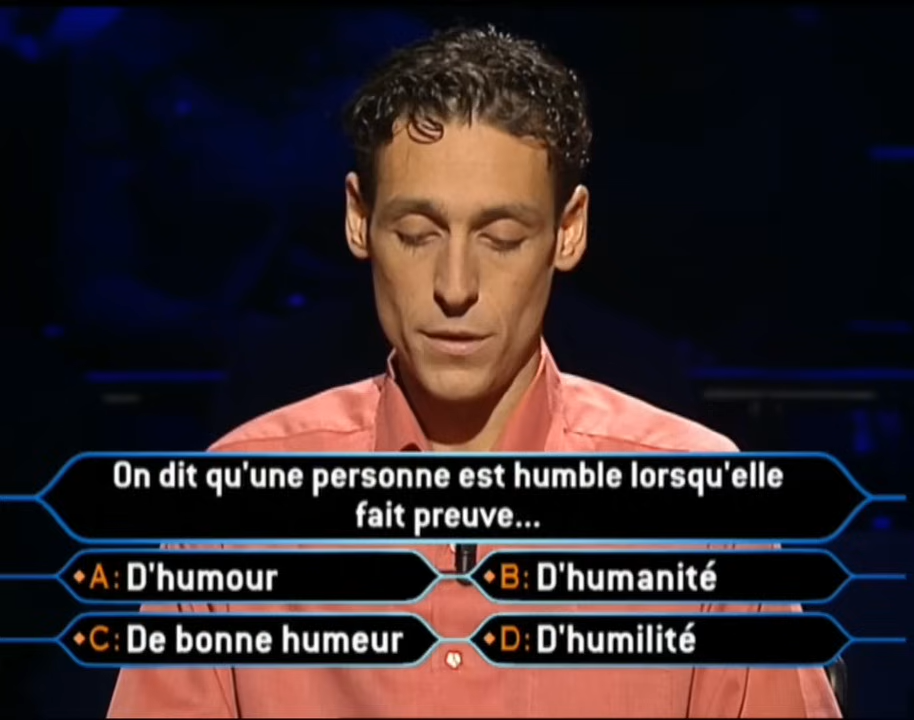 On dit qu'une personne est humble lorsqu'elle
fait preuve...
A: D'humour
B: D'humanité
C: De bonne humeur
D: D'humilité